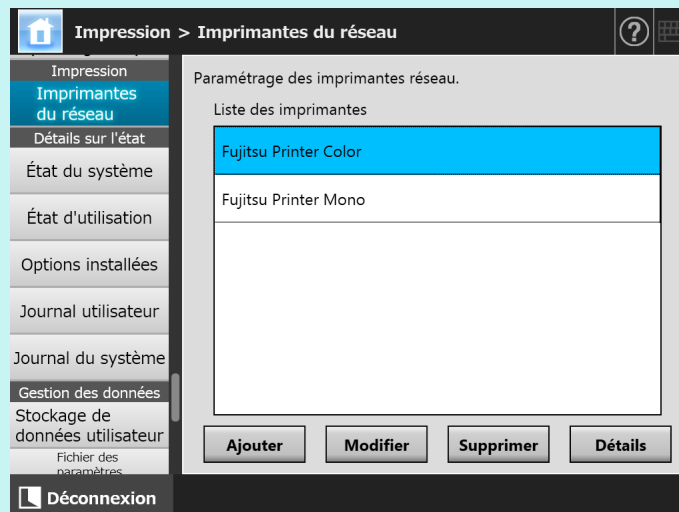 Impression > Imprimantes du réseau
?
Impression
Imprimantes
du réseau
Détails sur l'état
État du système
État d'utilisation
Options installées
Journal utilisateur
Journal du système
Gestion des données
Stockage de
données utilisateur
Fichier des
paramètres
Déconnexion
Paramétrage des imprimantes réseau.
Liste des imprimantes
Fujitsu Printer Color
Fujitsu Printer Mono
Ajouter
Modifier
Supprimer
Détails